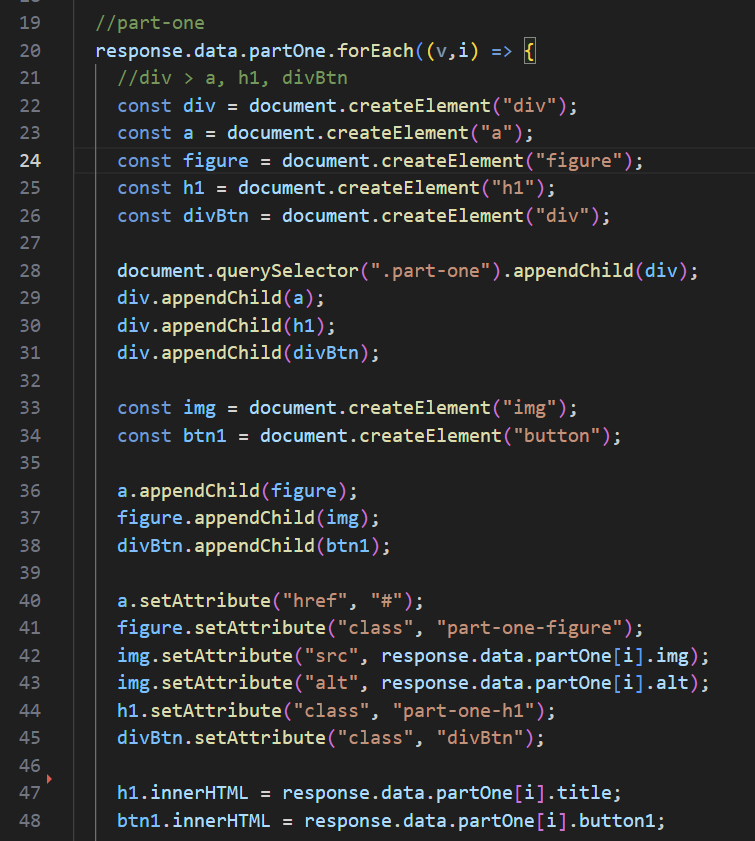 19 //part-one
20 response.data.partOne.forEach((v,i) => {
21 //div > a, h1, divBtn
22 const div = document.createElement("div");
23 const a = document.createElement("a");
24 const figure = document.createElement("figure");
25 const h1 = document.createElement("h1");
26 const divBtn = document.createElement("div");
27
28 document.querySelector(".part-one").appendChild(div);
29 div.appendChild(a);
30 div.appendChild(h1);
31 div.appendChild(divBtn);
32
33 const img = document.createElement("img");
34 const btn1 = document.createElement("button");
35
36 a.appendChild(figure);
37 figure.appendChild(img);
38 divBtn.appendChild(btn1);
39
40 a.setAttribute("href", "#");
41 figure.setAttribute("class", "part-one-figure");
42 img.setAttribute("src", response.data.partOne[i].img);
43 img.setAttribute("alt", response.data.partOne[i].alt);
44 h1.setAttribute("class", "part-one-h1");
45 divBtn.setAttribute("class", "divBtn");
46
47 h1.innerHTML = response.data.partOne[i].title;
48 btn1.innerHTML = response.data.partOne[i].button1;